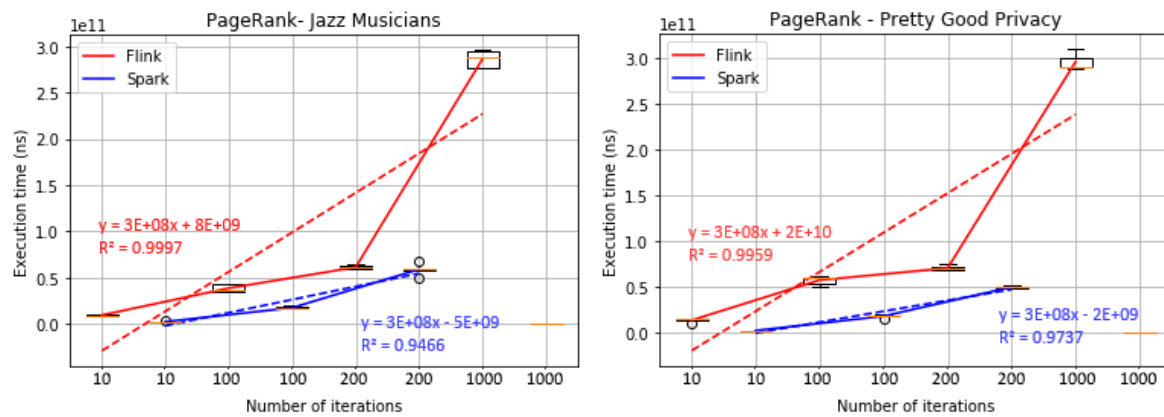 PageRank- Jazz Musicians
1e11
3.0
2.5
2.0
1.5
1.0
0.5
0.0
Execution time (ns)
Flink
Spark
y = 3E+08x + 8E+09
R² = 0.9997
y = 3E+08x - 5E+09
R² = 0.9466
10 10 100 100 200 200 1000 1000
Number of iterations
PageRank - Pretty Good Privacy
1e11
3.0
2.5
2.0
1.5
1.0
0.5
0.0
Execution time (ns)
Flink
Spark
y = 3E+08x + 2E+10
R² = 0.9959
y = 3E+08x - 2E+09
R² = 0.9737
10 10 100 100 200 200 1000 1000
Number of iterations